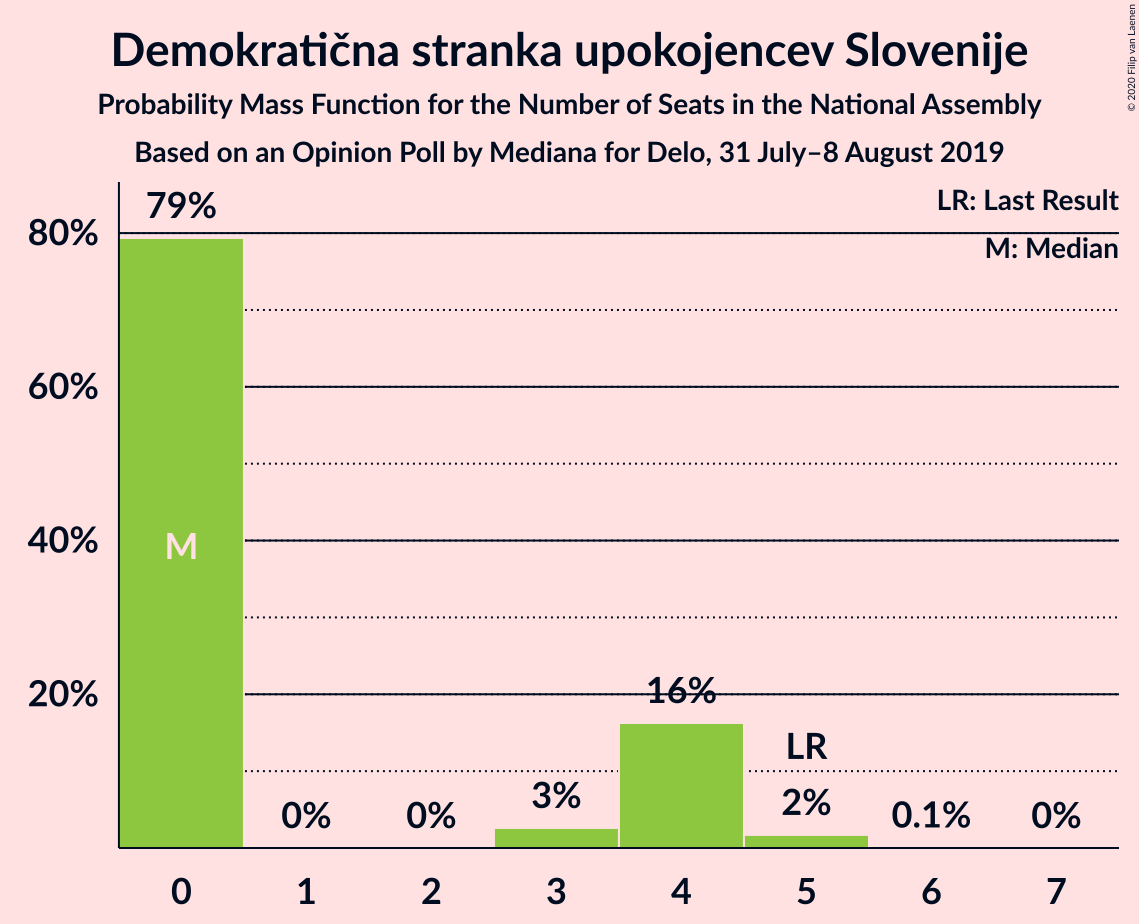 Demokratična stranka upokojencev Slovenije
Probability Mass Function for the Number of Seats in the National Assembly
Based on an Opinion Poll by Mediana for Delo, 31 July–8 August 2019
© 2020 Filip van Laenen
LR: Last Result
M: Median
79%
80%
60%
40%
M
20%
16%
LR
3%
2%
0%
0%
0.1%
0%
0 1 2 3 4 5 6 7